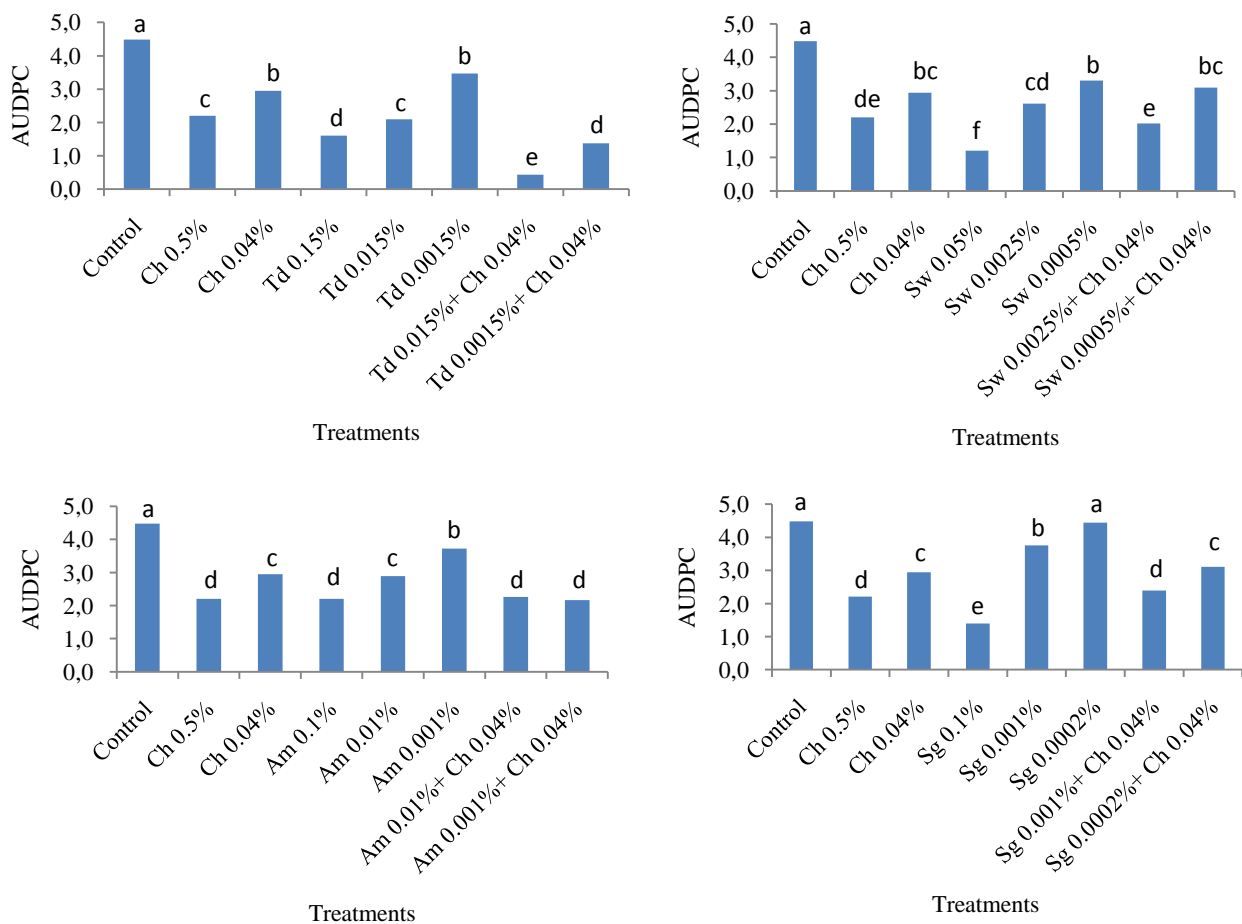 AUDPC
5,0
4,0
3,0
2,0
1,0
0,0
a
c
b
d
c
b
e
d
Control
Ch 0.5%
Ch 0.04%
Td 0.15%
Td 0.015%
Td 0.0015%
Td 0.015%+ Ch 0.04%
Td 0.0015%+ Ch 0.04%
Treatments
AUDPC
5,0
4,0
3,0
2,0
1,0
0,0
a
de
bc
f
cd
b
e
bc
Control
Ch 0.5%
Ch 0.04%
Sw 0.05%
Sw 0.0025%
Sw 0.0005%
Sw 0.0025%+ Ch 0.04%
Sw 0.0005%+ Ch 0.04%
Treatments
AUDPC
5,0
4,0
3,0
2,0
1,0
0,0
a
d
c
d
c
b
d
d
Control
Ch 0.5%
Ch 0.04%
Am 0.1%
Am 0.01%
Am 0.001%
Am 0.01%+ Ch 0.04%
Am 0.001%+ Ch 0.04%
Treatments
AUDPC
5,0
4,0
3,0
2,0
1,0
0,0
a
d
c
e
b
a
d
c
Control
Ch 0.5%
Ch 0.04%
Sg 0.1%
Sg 0.001%
Sg 0.0002%
Sg 0.001%+ Ch 0.04%
Sg 0.0002%+ Ch 0.04%
Treatments